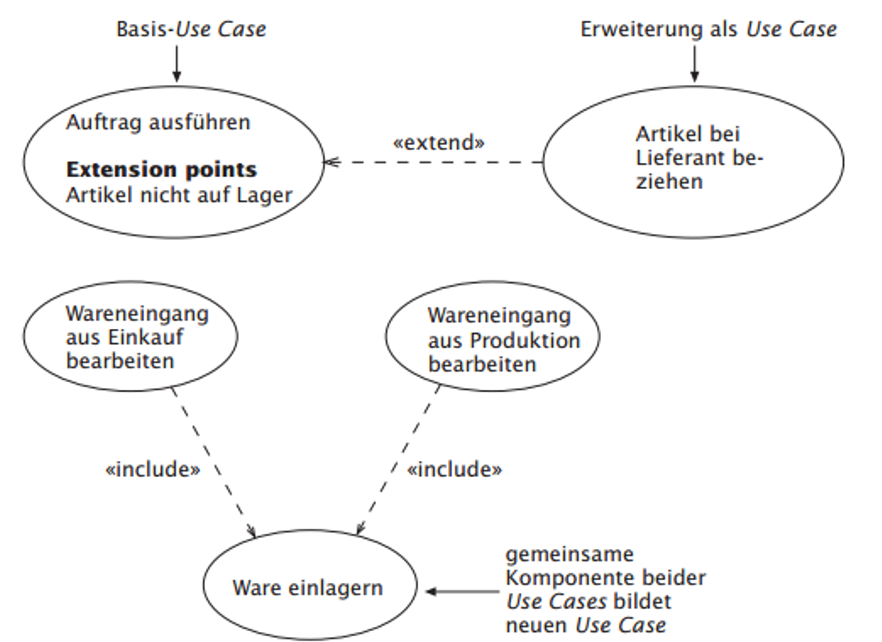 Basis-Use Case
Erweiterung als Use Case
Auftrag ausführen
Extension points
Artikel nicht auf Lager
«extend»
Artikel bei
Lieferant be-
ziehen
Wareneingang
aus Einkauf
bearbeiten
Wareneingang
aus Produktion
bearbeiten
«include»
«include»
Ware einlagern
gemeinsame
Komponente beider
Use Cases bildet
neuen Use Case